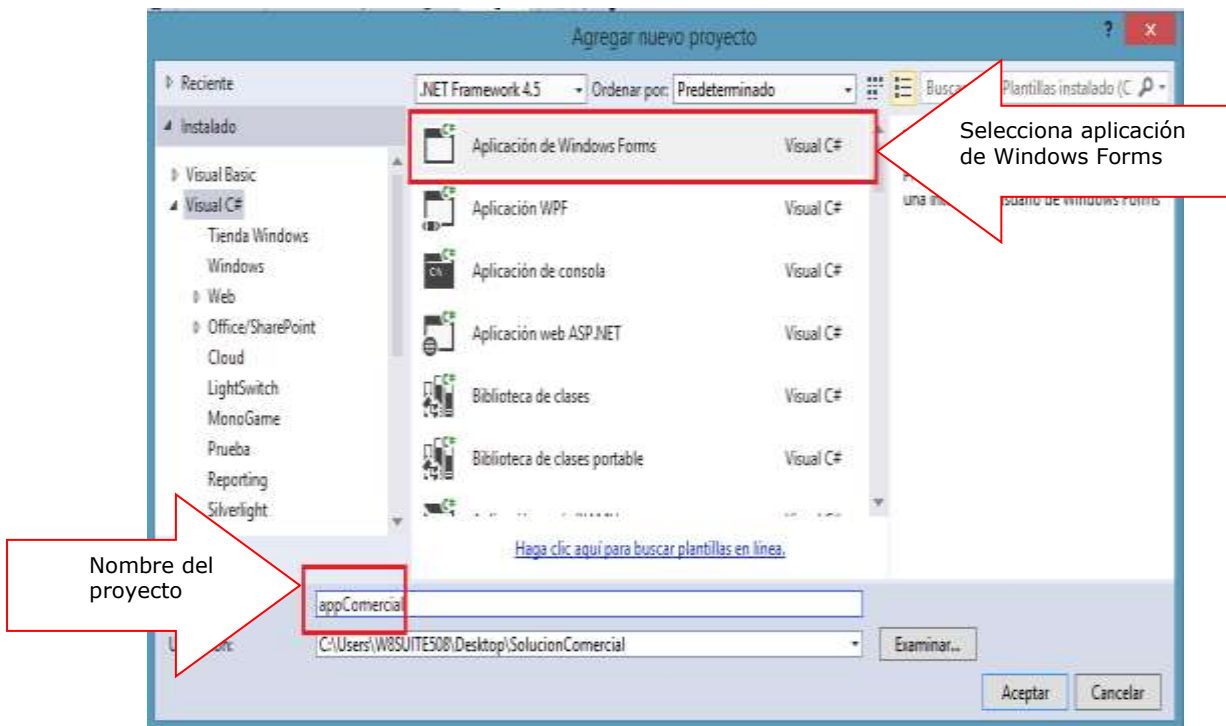 Agregar nuevo proyecto
?
x
Reciente
.NET Framework 4.5
Ordenar por:
Predeterminado
Plantillas instalado (C
Instalado
Visual Basic
Visual C#
Tienda Windows
Windows
Web
Office/SharePoint
Cloud
LightSwitch
MonoGame
Prueba
Reporting
Silverlight
Aplicación de Windows Forms Visual C#
Aplicación WPF Visual C#
Aplicación de consola Visual C#
Aplicación web ASP.NET Visual C#
Biblioteca de clases Visual C#
Biblioteca de clases portable Visual C#
Haga clic aquí para buscar plantillas en línea.
Selecciona aplicación
de Windows Forms
una
de Windows Forms
Nombre del
proyecto
appComercial
C:\Users\W8SUITE508\Desktop\SolucionComercial
Examinar...
Aceptar
Cancelar